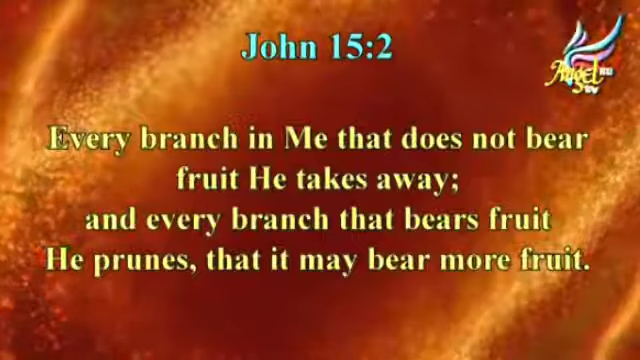 John 15:2
Angel
TV
Every branch in Me that does not bear
fruit He takes away;
and every branch that bears fruit
He prunes, that it may bear more fruit.